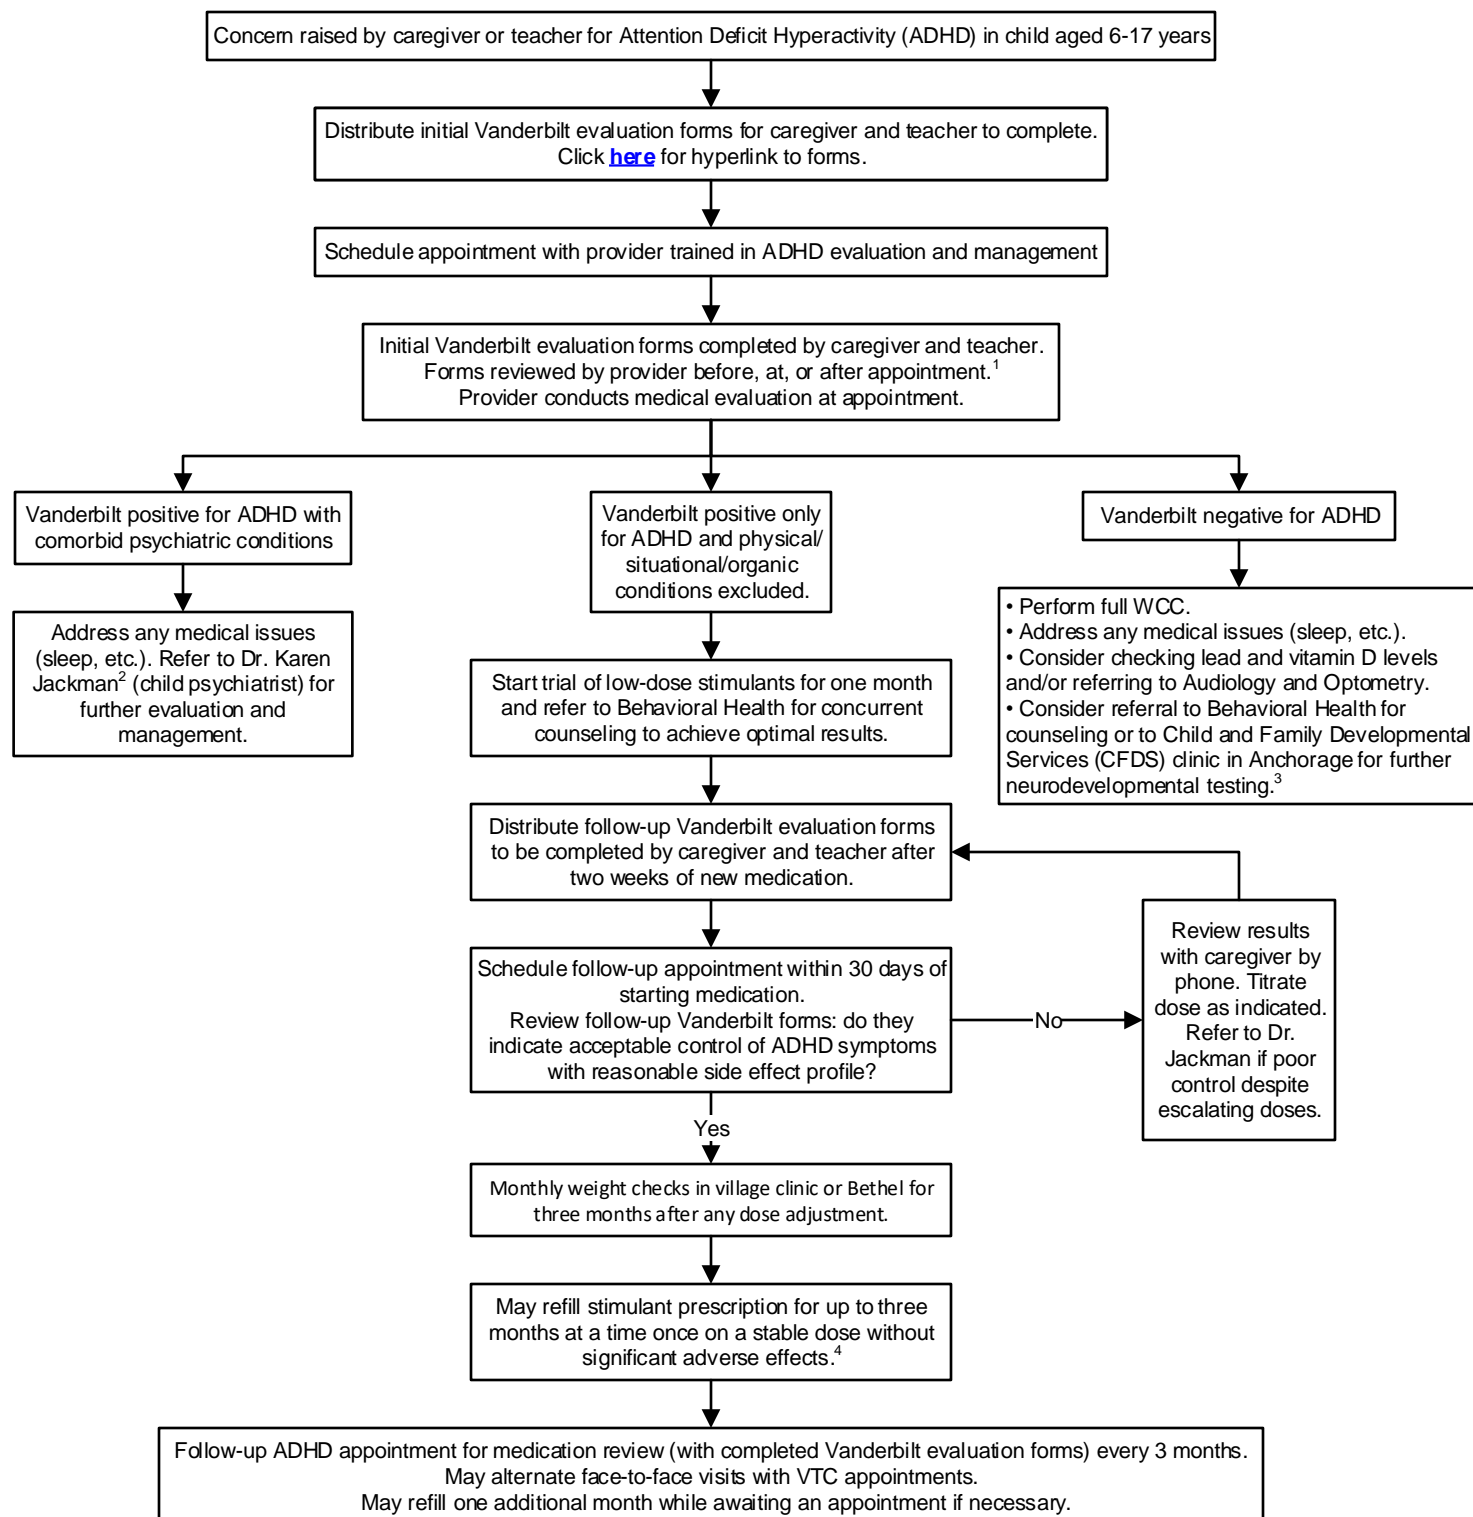 Concern raised by caregiver or teacher for Attention Deficit Hyperactivity (ADHD) in child aged 6-17 years
Distribute initial Vanderbilt evaluation forms for caregiver and teacher to complete.
Click here for hyperlink to forms.
Schedule appointment with provider trained in ADHD evaluation and management
Initial Vanderbilt evaluation forms completed by caregiver and teacher.
Forms reviewed by provider before, at, or after appointment.1
Provider conducts medical evaluation at appointment.
Vanderbilt positive for ADHD with
comorbid psychiatric conditions
Vanderbilt positive only
for ADHD and physical/
situational/organic
conditions excluded.
Vanderbilt negative for ADHD
Address any medical issues
(sleep, etc.). Refer to Dr. Karen
Jackman2 (child psychiatrist) for
further evaluation and
management.
Start trial of low-dose stimulants for one month
and refer to Behavioral Health for concurrent
counseling to achieve optimal results.
• Perform full WCC.
• Address any medical issues (sleep, etc.).
• Consider checking lead and vitamin D levels
and/or referring to Audiology and Optometry.
• Consider referral to Behavioral Health for
counseling or to Child and Family Developmental
Services (CFDS) clinic in Anchorage for further
neurodevelopmental testing.3
Distribute follow-up Vanderbilt evaluation forms
to be completed by caregiver and teacher after
two weeks of new medication.
Schedule follow-up appointment within 30 days of
starting medication.
Review follow-up Vanderbilt forms: do they
indicate acceptable control of ADHD symptoms
with reasonable side effect profile?
No
Review results
with caregiver by
phone. Titrate
dose as indicated.
Refer to Dr.
Jackman if poor
control despite
escalating doses.
Yes
Monthly weight checks in village clinic or Bethel for
three months after any dose adjustment.
May refill stimulant prescription for up to three
months at a time once on a stable dose without
significant adverse effects.4
Follow-up ADHD appointment for medication review (with completed Vanderbilt evaluation forms) every 3 months.
May alternate face-to-face visits with VTC appointments.
May refill one additional month while awaiting an appointment if necessary.